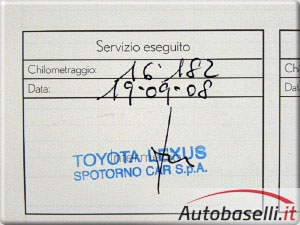 Servizio eseguito
Chilometraggio: 16·182
Data: 19-09-08
TOYOTA LEXUS
SPOTORNO CAR S.p.A.
Autobaselli.it